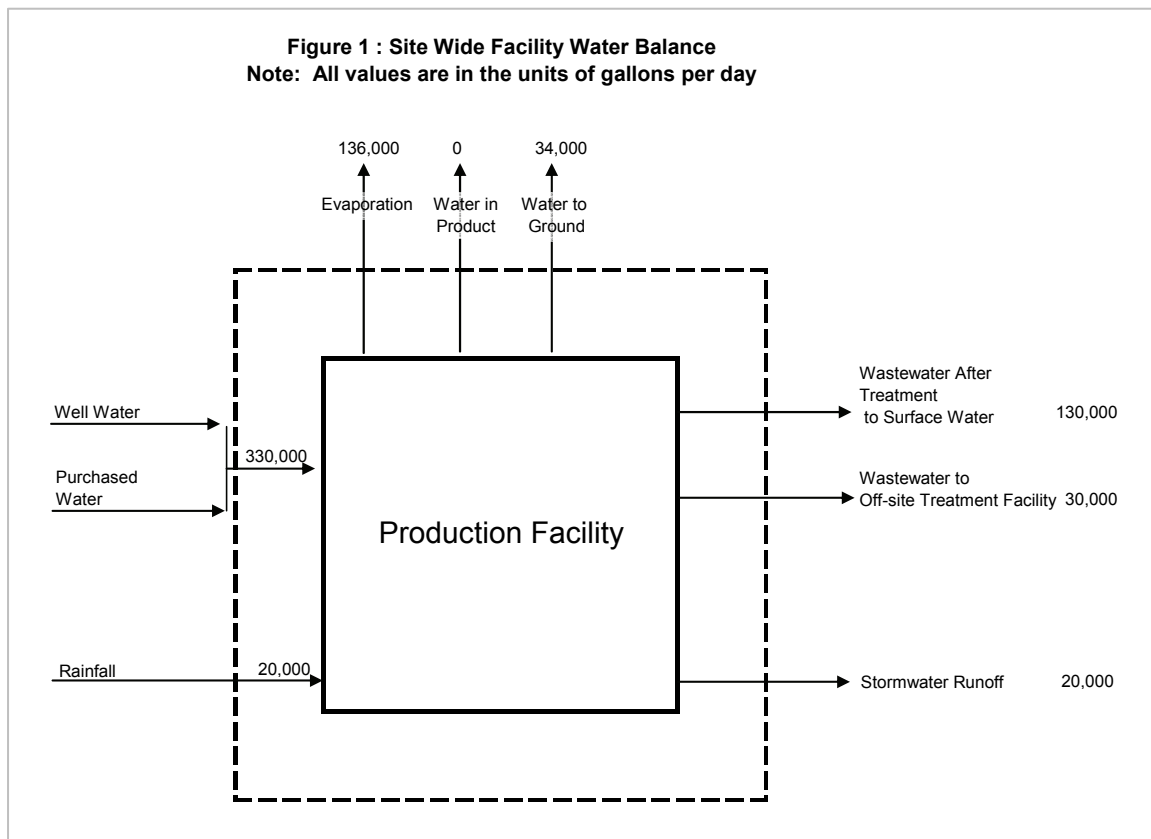 Figure 1 : Site Wide Facility Water Balance
Note:  All values are in the units of gallons per day
136,000
0
34,000
Evaporation
Water in
Product
Water to
Ground
Wastewater After
Treatment
to Surface Water
130,000
Well Water
330,000
Purchased
Water
Wastewater to
Off-site Treatment Facility
30,000
Production Facility
Rainfall
20,000
Stormwater Runoff
20,000